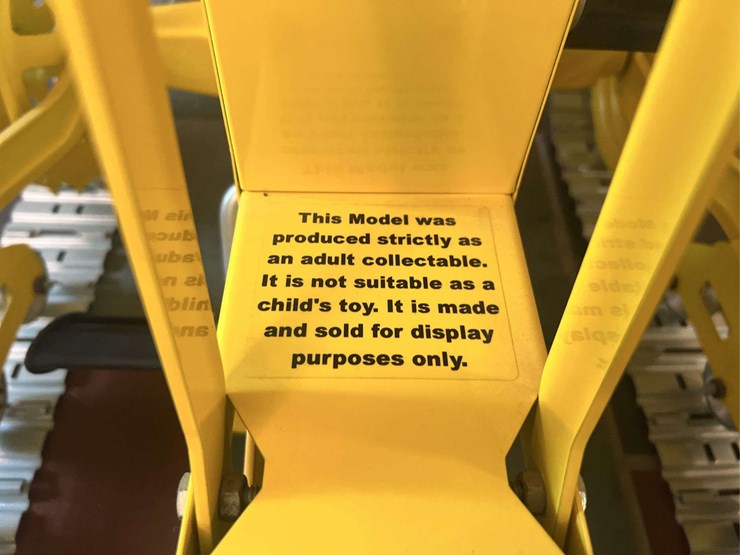 This Model was
produced strictly as
an adult collectable.
It is not suitable as a
child's toy. It is made
and sold for display
purposes only.